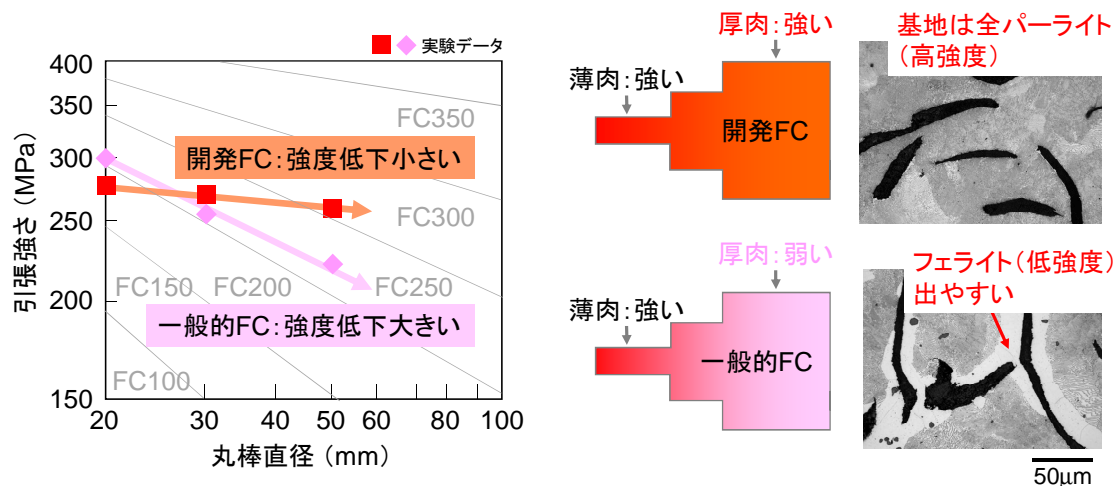 ■◆実験データ
400
350
300
250
200
150
引張強さ（MPa）
FC350
開発FC：強度低下小さい
FC300
FC150
FC200
FC250
一般的FC：強度低下大きい
FC100
20
30
40
50
60
80
100
丸棒直径（mm）
厚肉：強い
薄肉：強い
開発FC
基地は全パーライト
（高強度）
厚肉：弱い
薄肉：強い
一般的FC
フェライト（低強度）
出やすい
50μm